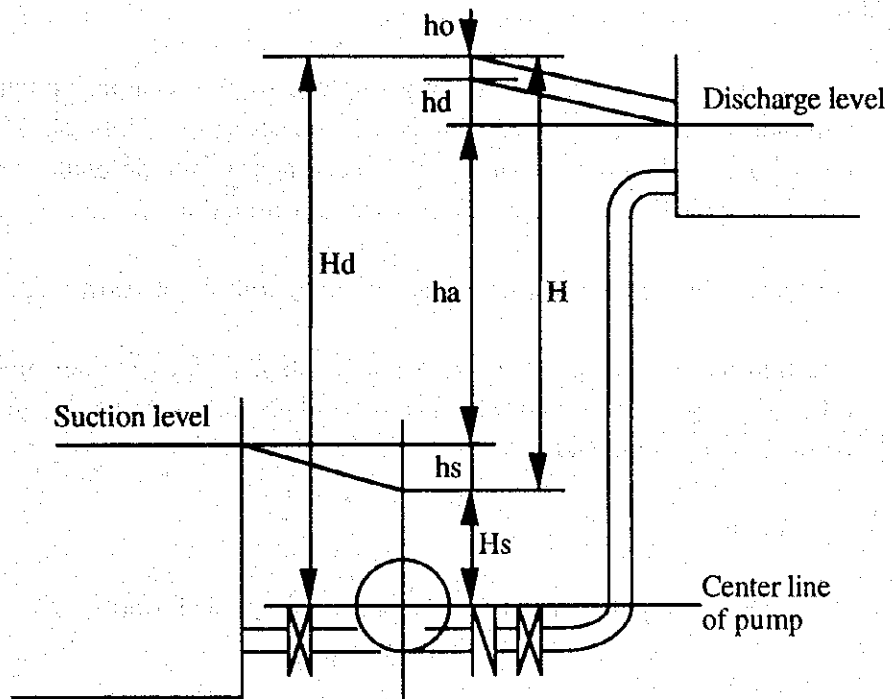 ho
hd
Discharge level
Hd
ha
H
Suction level
hs
Hs
Center line
of pump